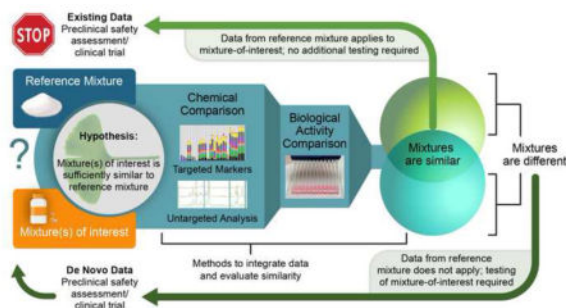 STOP
Existing Data
Preclinical safety
assessment/
clinical trial
Data from reference mixture applies to
mixture-of-interest; no additional testing required
Reference Mixture
?
Hypothesis:
Mixture(s) of interest is
sufficiently similar to
reference mixture
Mixture(s) of interest
Chemical
Comparison
Targeted Markers
Untargeted Analysis
Biological
Activity
Comparison
Mixtures
are similar
Mixtures
are different
Methods to integrate data
and evaluate similarity
Data from reference
mixture does not apply; testing
of mixture-of-interest required
De Novo Data
Preclinical safety
assessment/
clinical trial